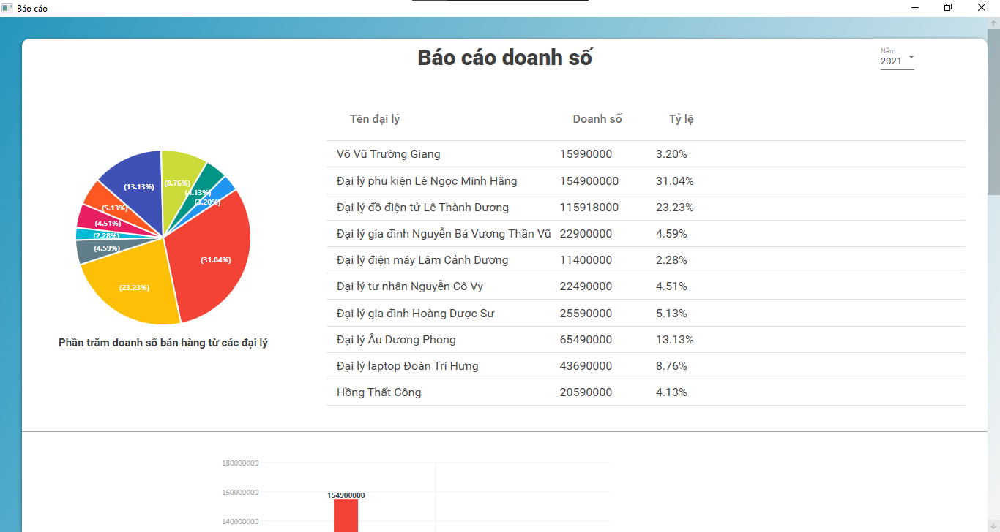 Báo cáo
Báo cáo doanh số
Năm
2021
Tên đại lý Doanh số Tỷ lệ
Võ Vũ Trường Giang 15990000 3.20%
Đại lý phụ kiện Lê Ngọc Minh Hằng 154900000 31.04%
Đại lý đồ điện tử Lê Thành Dương 115918000 23.23%
Đại lý gia đình Nguyễn Bá Vương Thần Vũ 22900000 4.59%
Đại lý điện máy Lâm Cảnh Dương 11400000 2.28%
Đại lý tư nhân Nguyễn Cô Vy 22490000 4.51%
Đại lý gia đình Hoàng Dược Sư 25590000 5.13%
Đại lý Âu Dương Phong 65490000 13.13%
Đại lý laptop Đoàn Trí Hưng 43690000 8.76%
Hồng Thất Công 20590000 4.13%
(8.76%)
(13.13%)
(4.13%)
(3.20%)
(5.13%)
(4.51%)
(2.28%)
(4.59%)
(31.04%)
(23.23%)
Phần trăm doanh số bán hàng từ các đại lý
180000000
160000000
154900000
140000000